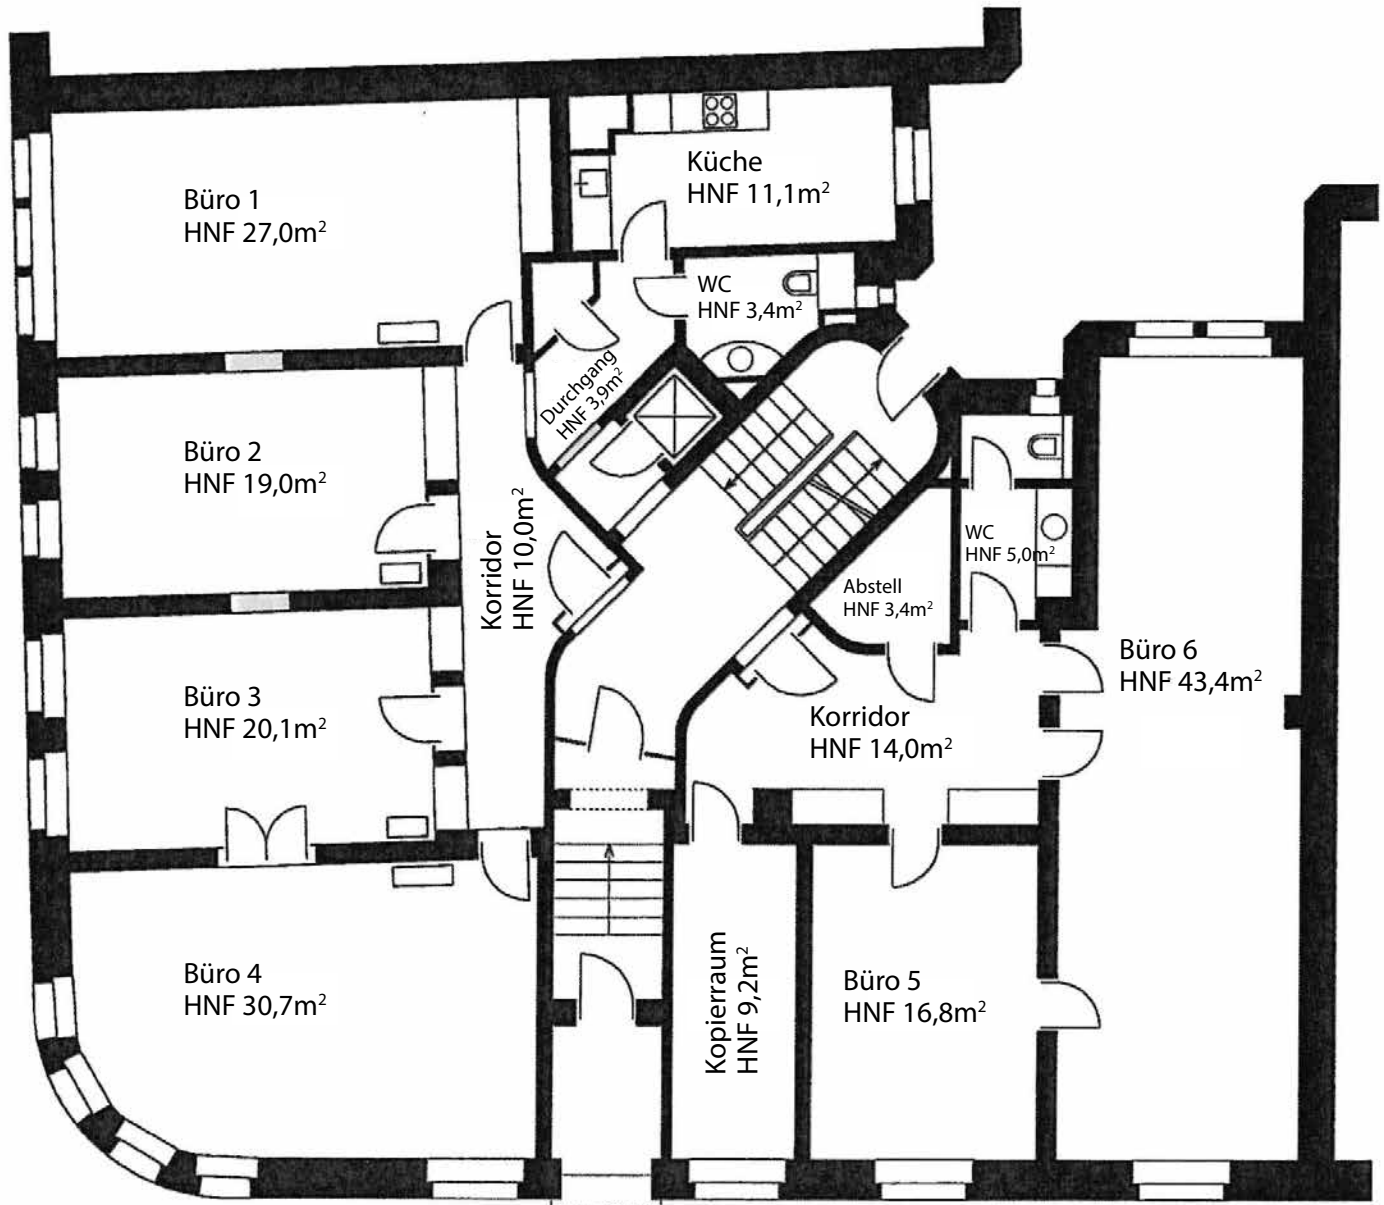 Büro 1
HNF 27,0m²
Küche
HNF 11,1m²
WC
HNF 3,4m²
Durchgang
HNF 3,9m²
Büro 2
HNF 19,0m²
Korridor
HNF 10,0m²
WC
HNF 5,0m²
Abstell
HNF 3,4m²
Büro 3
HNF 20,1m²
Korridor
HNF 14,0m²
Büro 6
HNF 43,4m²
Büro 4
HNF 30,7m²
Kopierraum
HNF 9,2m²
Büro 5
HNF 16,8m²